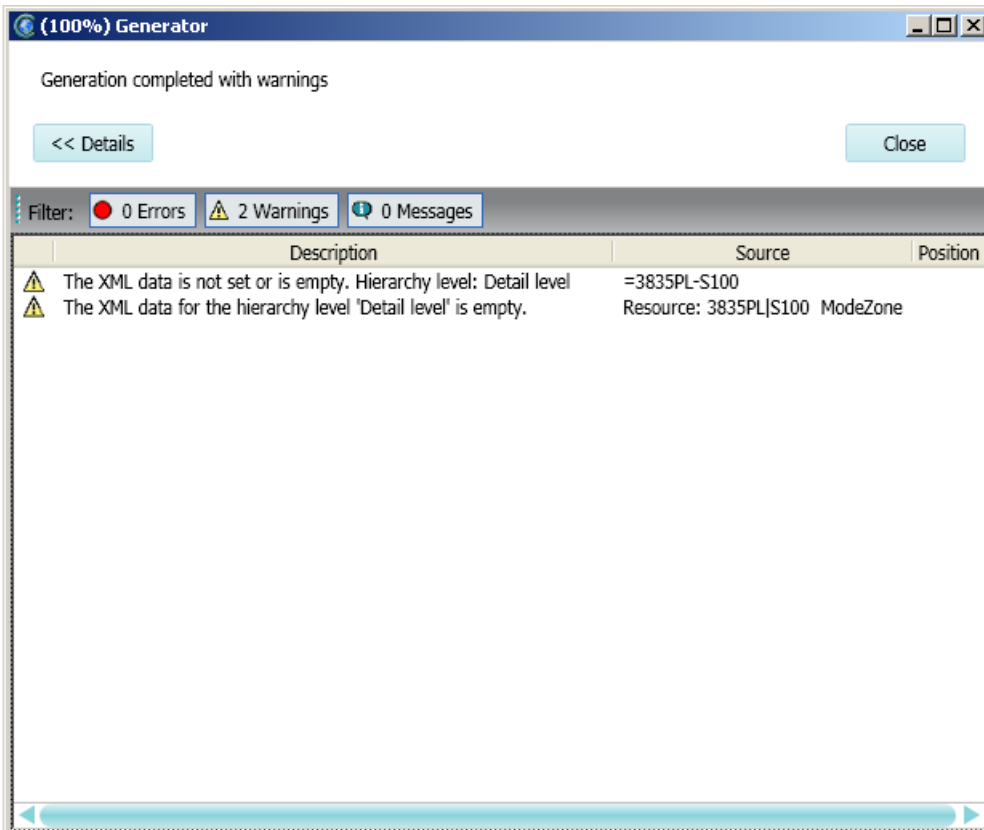 (100%) Generator
Generation completed with warnings
<< Details
Close
Filter: 0 Errors 2 Warnings 0 Messages
Description Source Position
The XML data is not set or is empty. Hierarchy level: Detail level =3835PL-S100
The XML data for the hierarchy level 'Detail level' is empty. Resource: 3835PL|S100 ModeZone